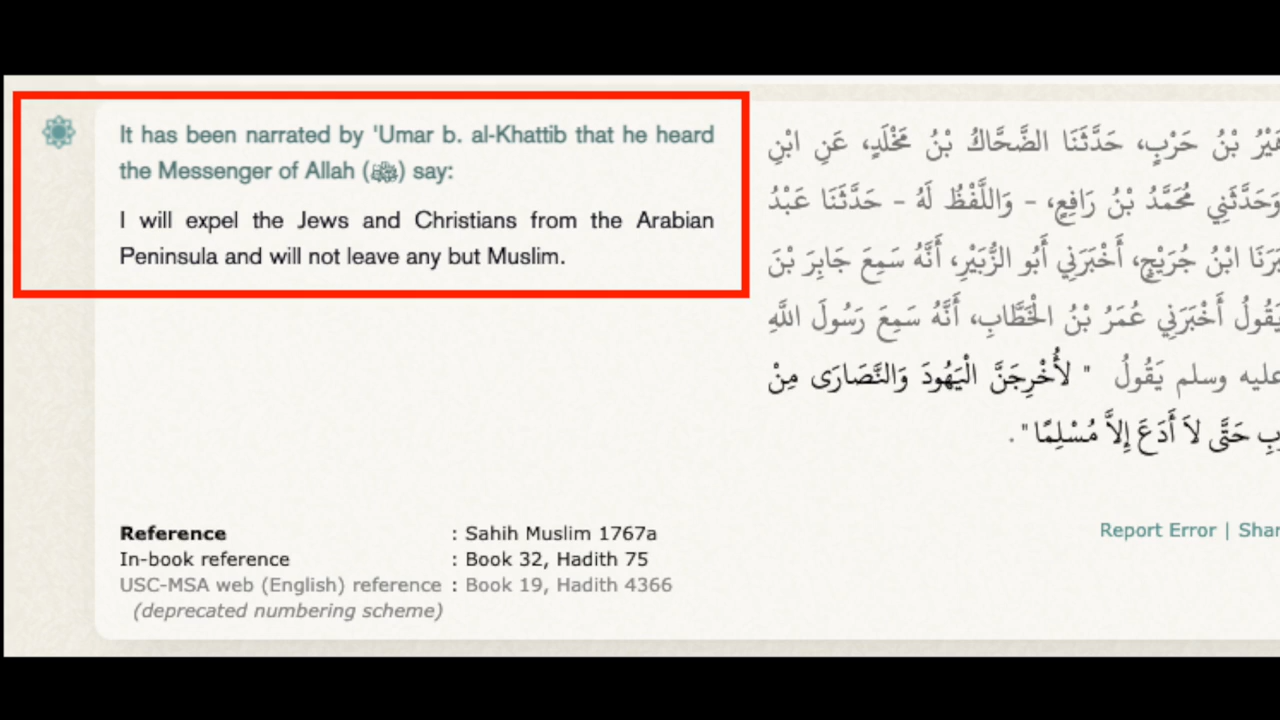 It has been narrated by 'Umar b. al-Khattib that he heard
the Messenger of Allah (ﷺ) say:
I will expel the Jews and Christians from the Arabian
Peninsula and will not leave any but Muslim.
هَيْرُ بْنُ حَرْبٍ، حَدَّثَنَا الضَّحَّاكُ بْنُ مَخْلَدٍ، عَنِ ابْنِ
وَحَدَّثَنِي مُحَمَّدُ بْنُ رَافِعٍ، - وَاللَّفْظُ لَهُ - حَدَّثَنَا عَبْدُ
بَرَنَا ابْنُ جُرَيْجٍ، أَخْبَرَنِي أَبُو الزُّبَيْرِ، أَنَّهُ سَمِعَ جَابِرَ بْنَ
يَقُولُ أَخْبَرَنِي عُمَرُ بْنُ الْخَطَّابِ، أَنَّهُ سَمِعَ رَسُولَ اللَّهِ
عليه وسلم يَقُولُ " لأُخْرِجَنَّ الْيَهُودَ وَالنَّصَارَى مِنْ
بِ حَتَّى لاَ أَدَعَ إِلاَّ مُسْلِمًا " .
Reference : Sahih Muslim 1767a
In-book reference : Book 32, Hadith 75
USC-MSA web (English) reference : Book 19, Hadith 4366
(deprecated numbering scheme)
Report Error | Shar